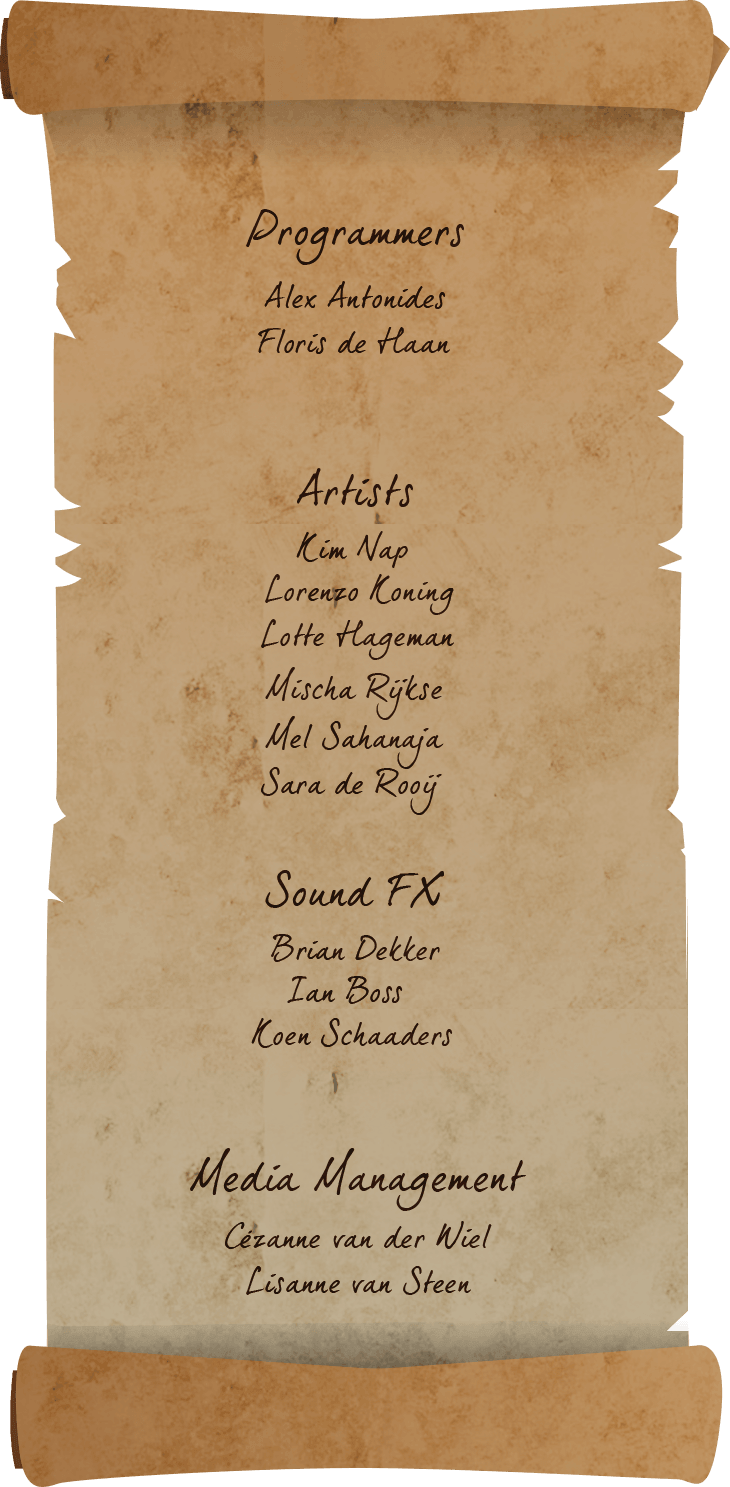 Programmers
Alex Antonides
Floris de Haan
Artists
Kim Nap
Lorenzo Koning
Lotte Hageman
Mischa Rijkse
Mel Sahanaja
Sara de Rooij
Sound FX
Brian Dekker
Ian Boss
Koen Schaaders
Media Management
Cézanne van der Wiel
Lisanne van Steen